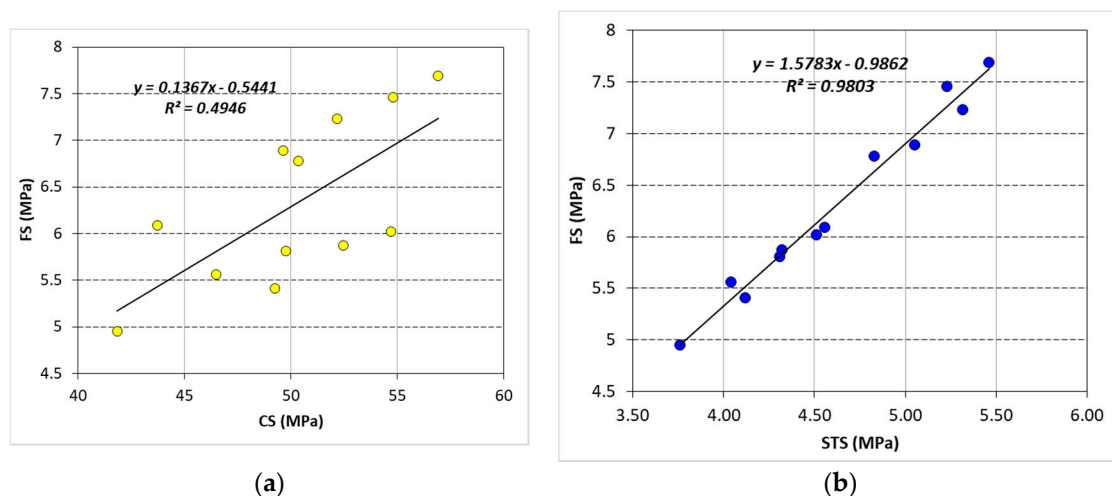 y = 0.1367x - 0.5441
R² = 0.4946
8
7.5
7
6.5
6
5.5
5
4.5
FS (MPa)
40
45
50
55
60
CS (MPa)
(a)
y = 1.5783x - 0.9862
R² = 0.9803
8
7.5
7
6.5
6
5.5
5
4.5
FS (MPa)
3.50
4.00
4.50
5.00
5.50
6.00
STS (MPa)
(b)